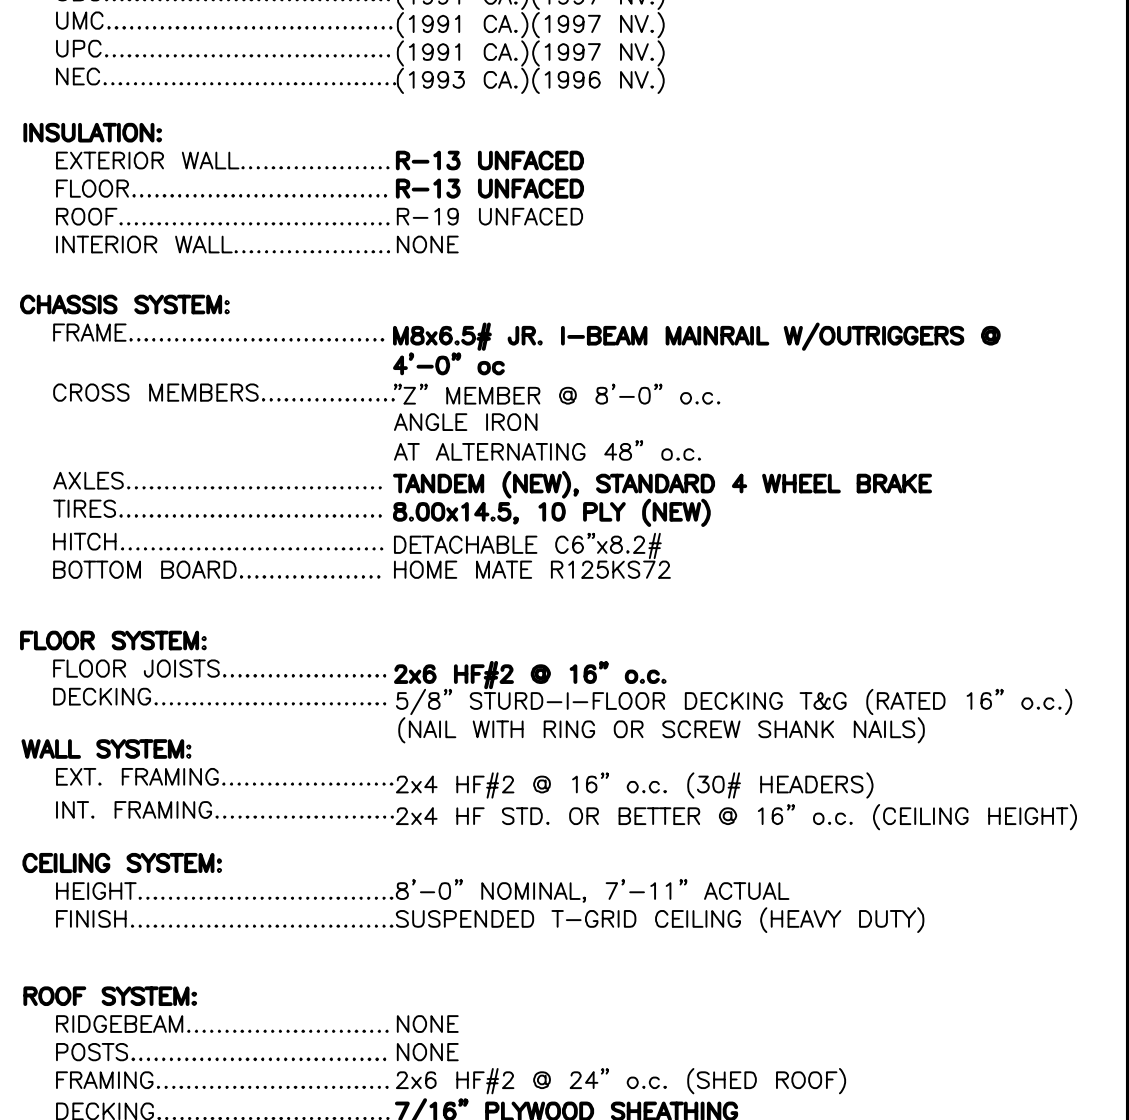 UMC......................................(1991 CA.)(1997 NV.)
UPC......................................(1991 CA.)(1997 NV.)
NEC......................................(1993 CA.)(1996 NV.)
INSULATION:
EXTERIOR WALL....................R-13 UNFACED
FLOOR..................................R-13 UNFACED
ROOF....................................R-19 UNFACED
INTERIOR WALL.....................NONE
CHASSIS SYSTEM:
FRAME.................................. M8x6.5# JR. I-BEAM MAINRAIL W/OUTRIGGERS @
4'-0" oc
CROSS MEMBERS.................."Z" MEMBER @ 8'-0" o.c.
ANGLE IRON
AT ALTERNATING 48" o.c.
AXLES.................................. TANDEM (NEW), STANDARD 4 WHEEL BRAKE
TIRES................................... 8.00x14.5, 10 PLY (NEW)
HITCH................................... DETACHABLE C6"x8.2#
BOTTOM BOARD................... HOME MATE R125KS72
FLOOR SYSTEM:
FLOOR JOISTS...................... 2x6 HF#2 @ 16" o.c.
DECKING............................... 5/8" STURD-I-FLOOR DECKING T&G (RATED 16" o.c.)
(NAIL WITH RING OR SCREW SHANK NAILS)
WALL SYSTEM:
EXT. FRAMING.......................2x4 HF#2 @ 16" o.c. (30# HEADERS)
INT. FRAMING........................2x4 HF STD. OR BETTER @ 16" o.c. (CEILING HEIGHT)
CEILING SYSTEM:
HEIGHT..................................8'-0" NOMINAL, 7'-11" ACTUAL
FINISH...................................SUSPENDED T-GRID CEILING (HEAVY DUTY)
ROOF SYSTEM:
RIDGEBEAM...........................NONE
POSTS..................................NONE
FRAMING...............................2x6 HF#2 @ 24" o.c. (SHED ROOF)
DECKING...............................7/16" PLYWOOD SHEATHING